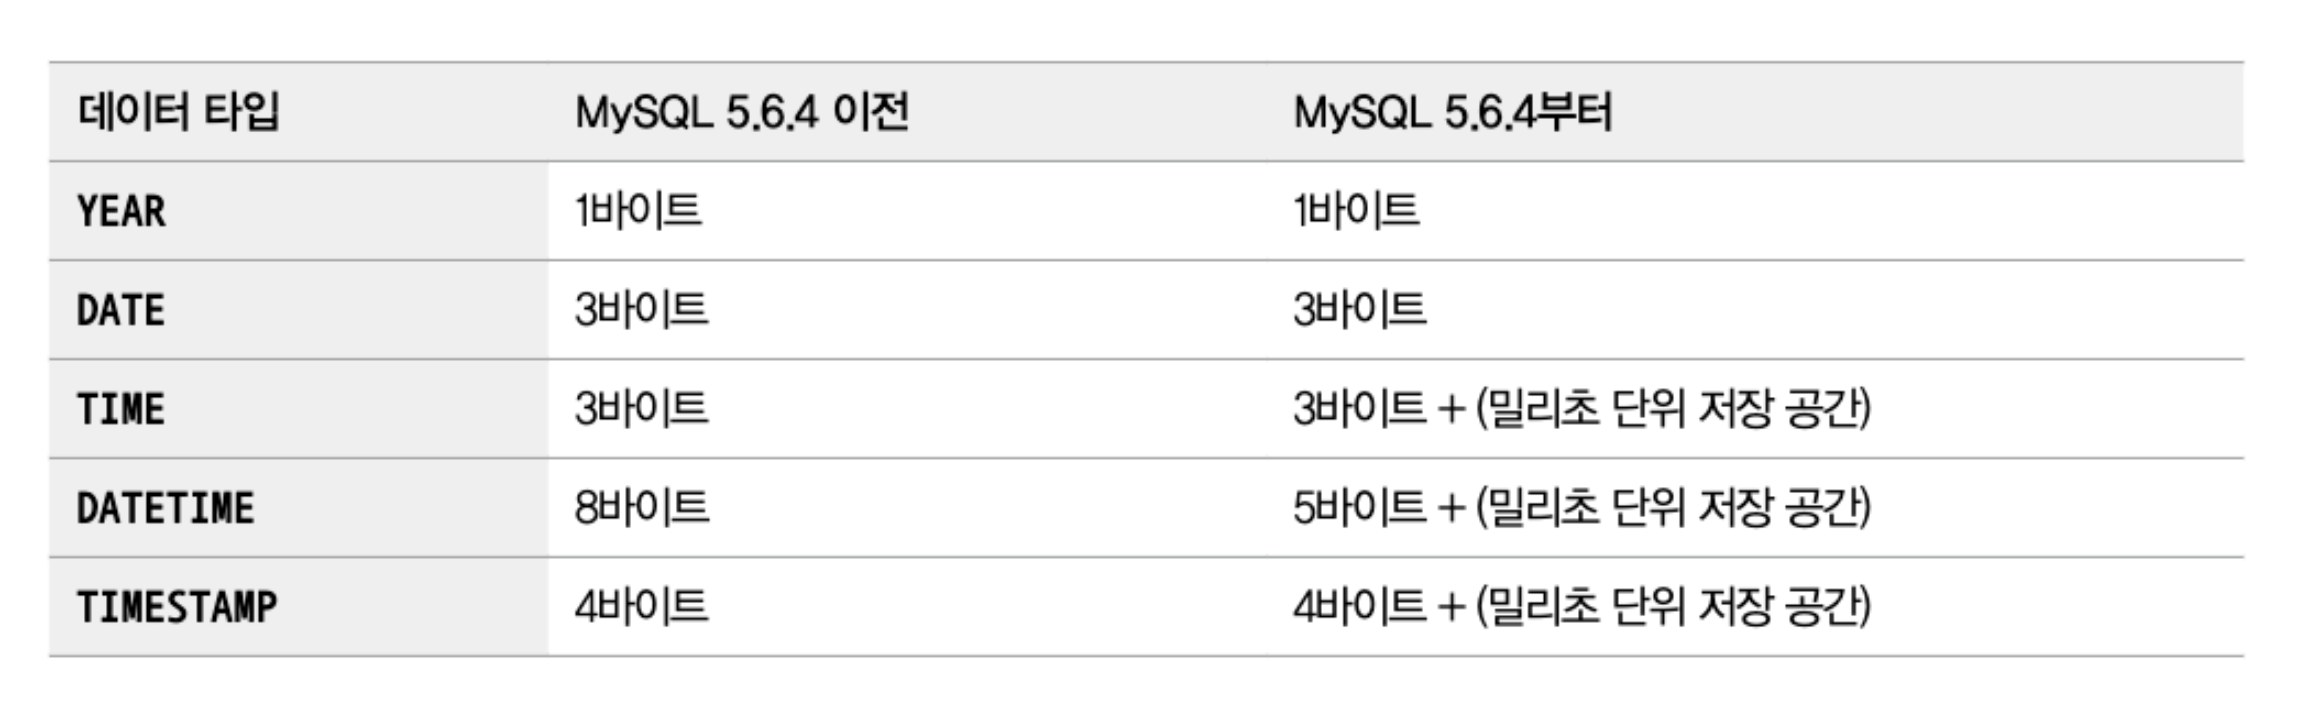 데이터 타입 MySQL 5.6.4 이전 MySQL 5.6.4부터
YEAR 1바이트 1바이트
DATE 3바이트 3바이트
TIME 3바이트 3바이트 + (밀리초 단위 저장 공간)
DATETIME 8바이트 5바이트 + (밀리초 단위 저장 공간)
TIMESTAMP 4바이트 4바이트 + (밀리초 단위 저장 공간)